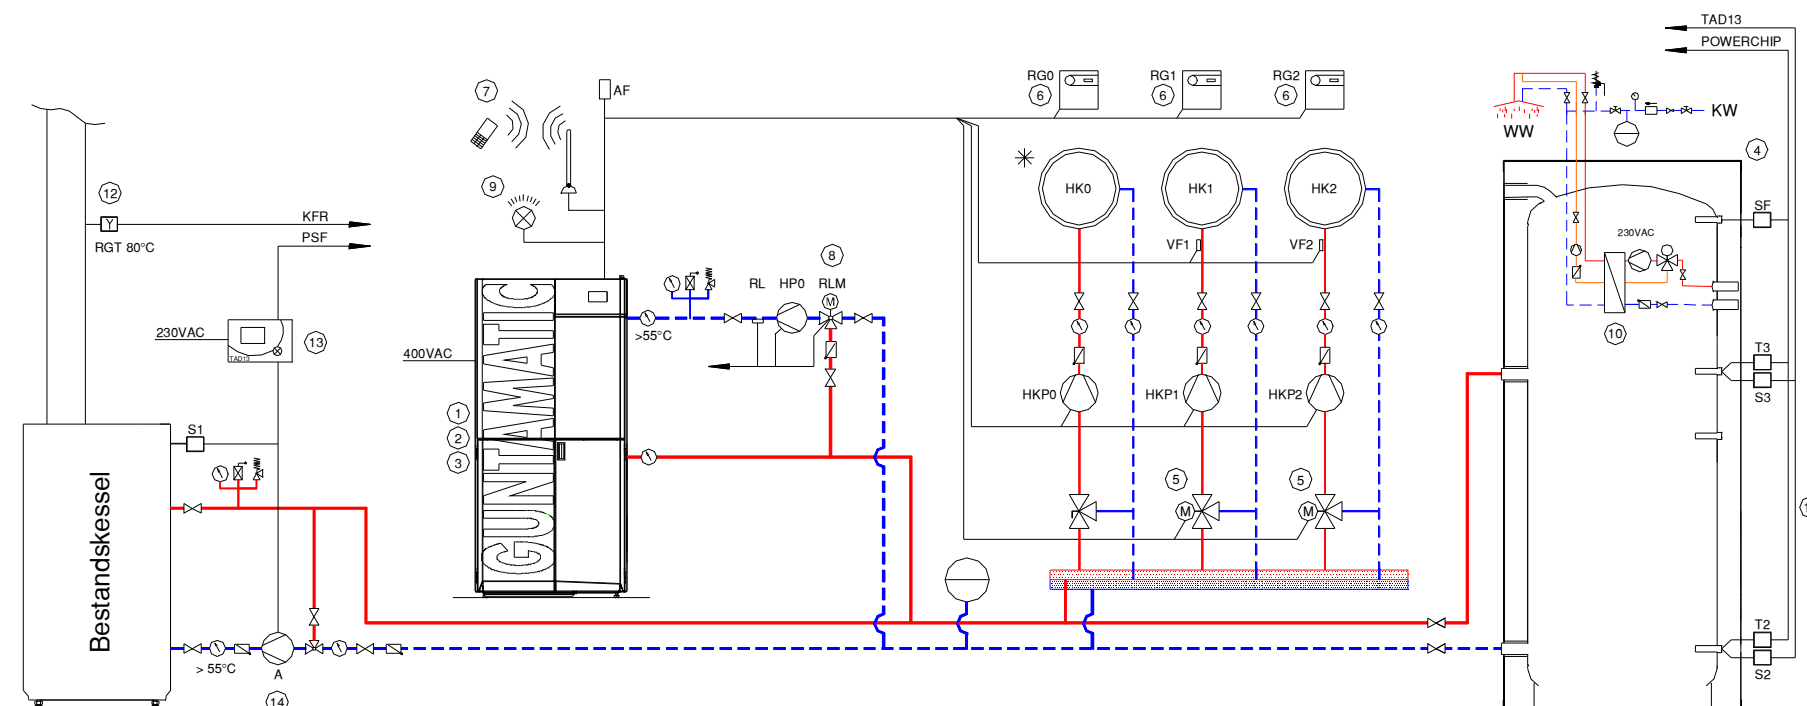 TAD13
POWERCHIP
7
AF
RG0
6
RG1
6
RG2
6
KW
WW
4
12
Y
KFR
RGT 80°C
PSF
9
HK0
HK1
HK2
SF
VF1
VF2
230VAC
8
RL
HP0
RLM
M
>55°C
230VAC
TAD13
13
400VAC
GUNTAMATIC
10
T3
S3
HKP0
HKP1
HKP2
1
2
3
S1
5
5
M
M
Bestandskessel
> 55°C
A
14
T2
S2